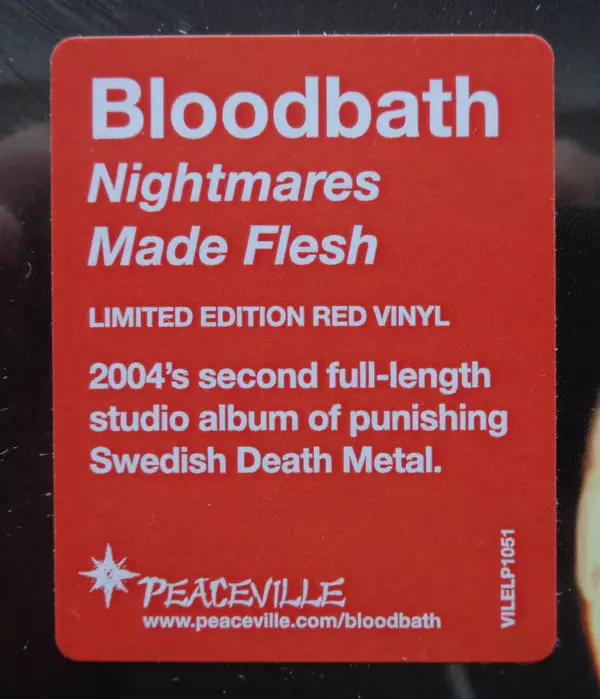 Bloodbath
Nightmares
Made Flesh
LIMITED EDITION RED VINYL
2004's second full-length
studio album of punishing
Swedish Death Metal.
PEACEVILLE
www.peaceville.com/bloodbath
VILELP1051